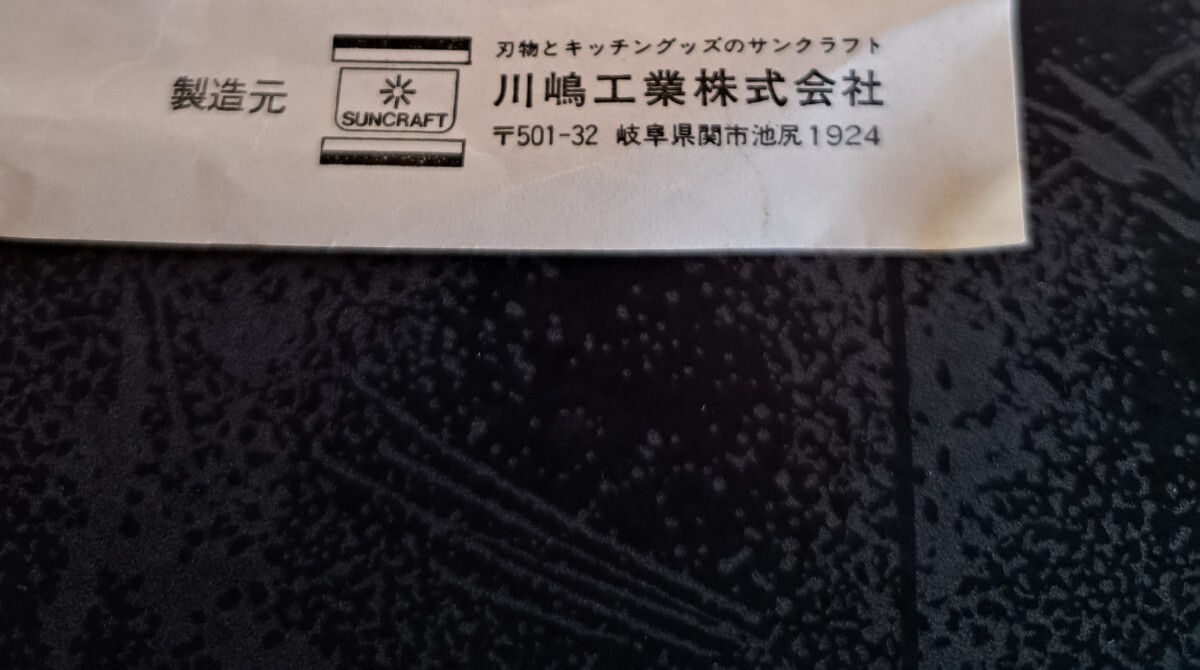 製造元
SUNCRAFT
刃物とキッチングッズのサンクラフト
川嶋工業株式会社
〒501-32 岐阜県関市池尻1924